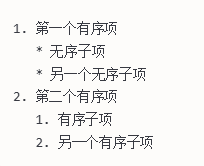 1. 第一个有序项
   * 无序子项
   * 另一个无序子项
2. 第二个有序项
   1. 有序子项
   2. 另一个有序子项